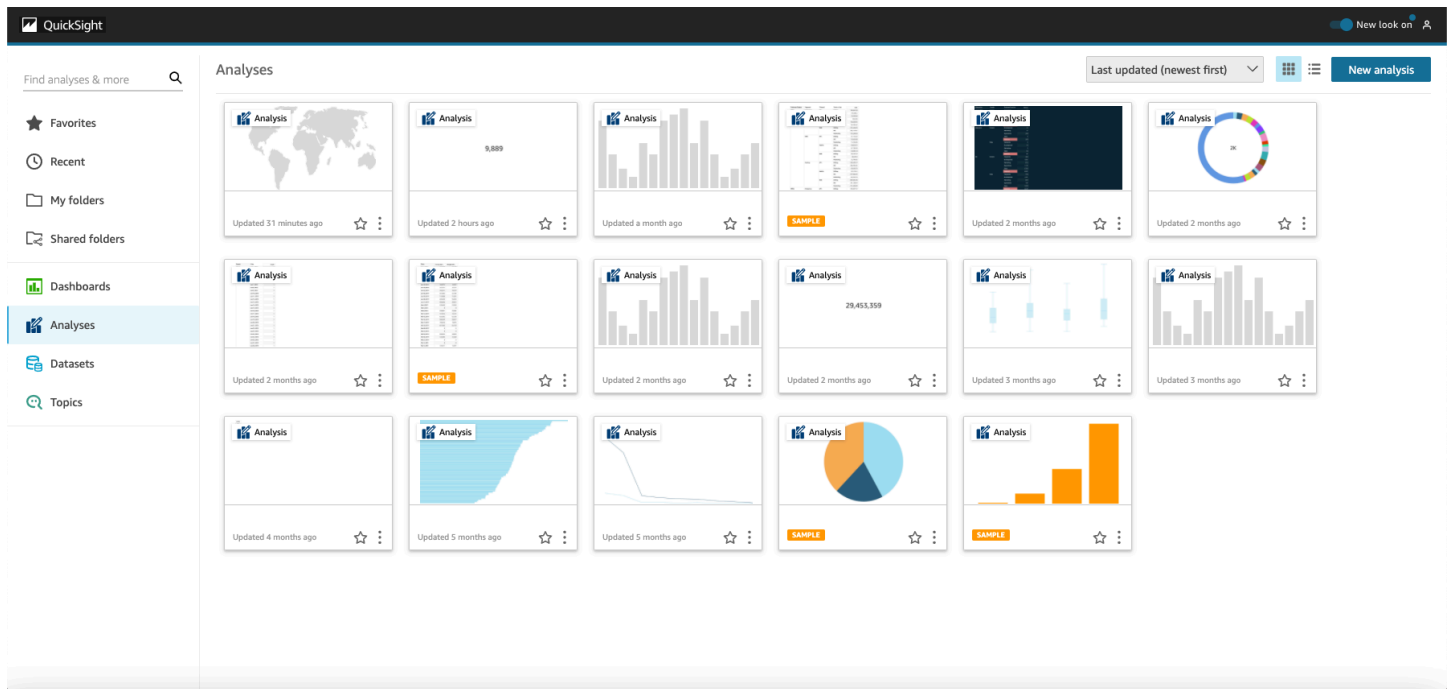 QuickSight
New look on
Find analyses & more
Analyses
Last updated (newest first)
New analysis
Favorites
Recent
My folders
Shared folders
Dashboards
Analyses
Datasets
Topics
Analysis
Updated 31 minutes ago
Analysis
9,889
Updated 2 hours ago
Analysis
Updated a month ago
Analysis
SAMPLE
Analysis
Updated 2 months ago
Analysis
2K
Updated 2 months ago
Analysis
Updated 2 months ago
Analysis
SAMPLE
Analysis
Updated 2 months ago
Analysis
29,453,359
Updated 2 months ago
Analysis
Updated 3 months ago
Analysis
Updated 3 months ago
Analysis
Updated 4 months ago
Analysis
Updated 5 months ago
Analysis
Updated 5 months ago
Analysis
SAMPLE
Analysis
SAMPLE